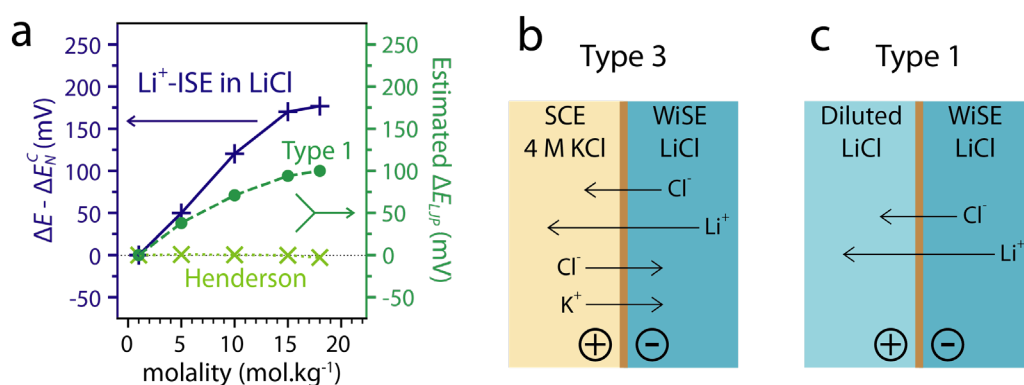 a
250
200
150
100
50
0
-50
ΔE - ΔE_N^C (mV)
Li⁺-ISE in LiCl
Type 1
Henderson
250
200
150
100
50
0
-50
Estimated ΔE_LJP (mV)
0 5 10 15 20
molality (mol.kg⁻¹)
b
Type 3
SCE WiSE
4 M KCl LiCl
Cl⁻
Li⁺
Cl⁻
K⁺
+ -
c
Type 1
Diluted WiSE
LiCl LiCl
Cl⁻
Li⁺
+ -